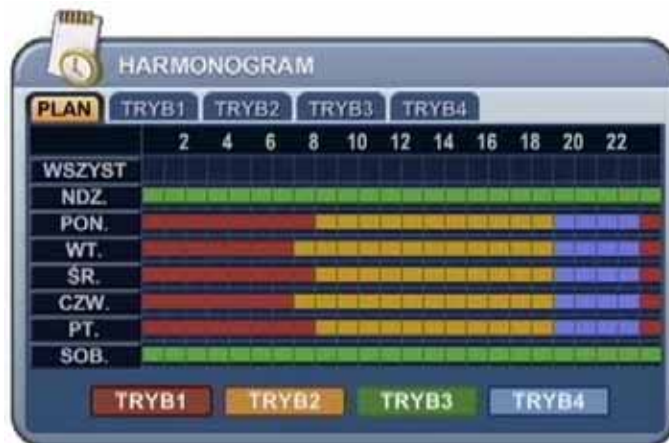 HARMONOGRAM
PLAN TRYB1 TRYB2 TRYB3 TRYB4
2 4 6 8 10 12 14 16 18 20 22
WSZYST
NDZ.
PON.
WT.
ŚR.
CZW.
PT.
SOB.
TRYB1 TRYB2 TRYB3 TRYB4